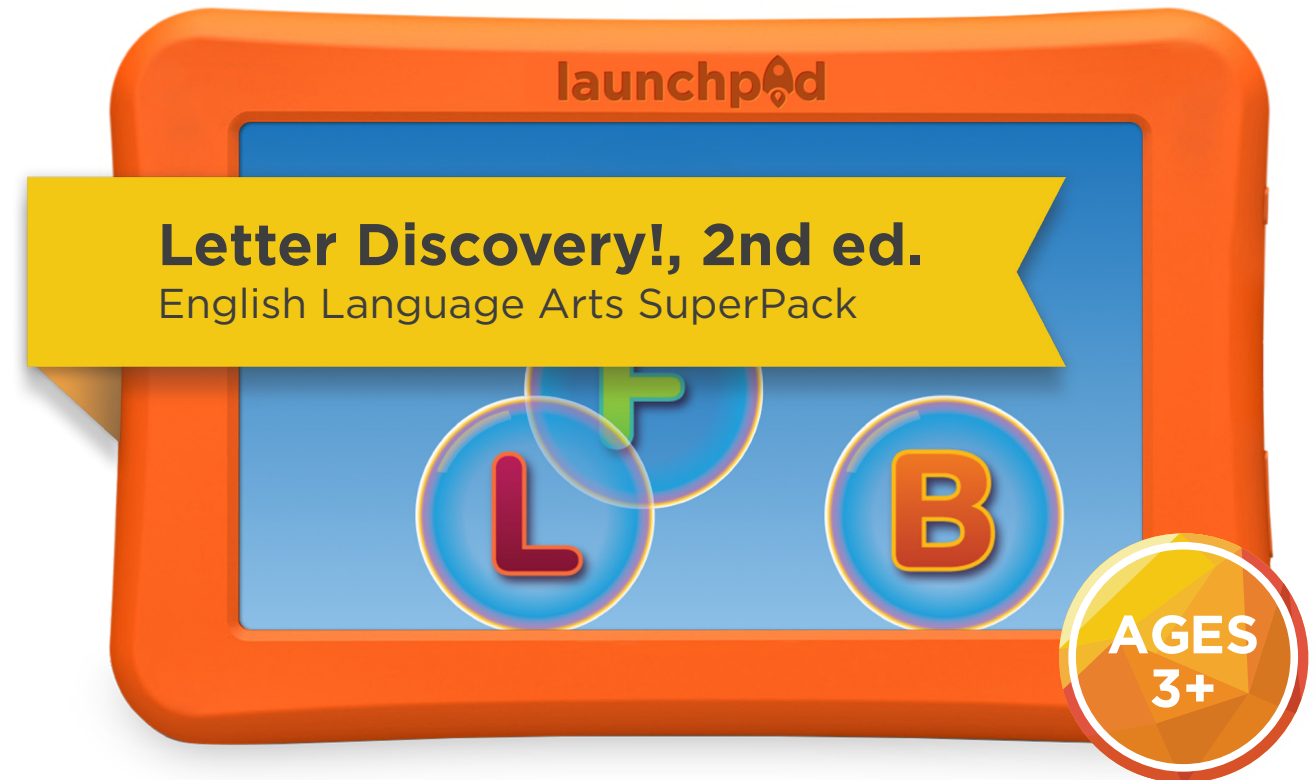 launchpad
Letter Discovery!, 2nd ed.
English Language Arts SuperPack
F
L
B
AGES
3+